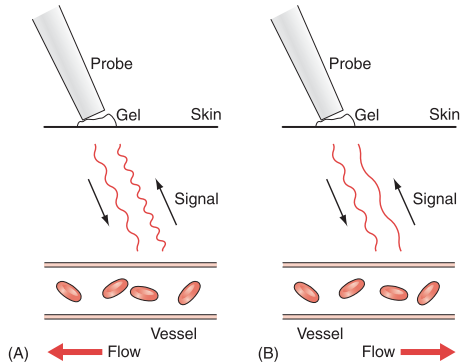 Probe
Gel
Skin
Signal
Vessel
(A)
Flow
Probe
Gel
Skin
Signal
Vessel
(B)
Flow